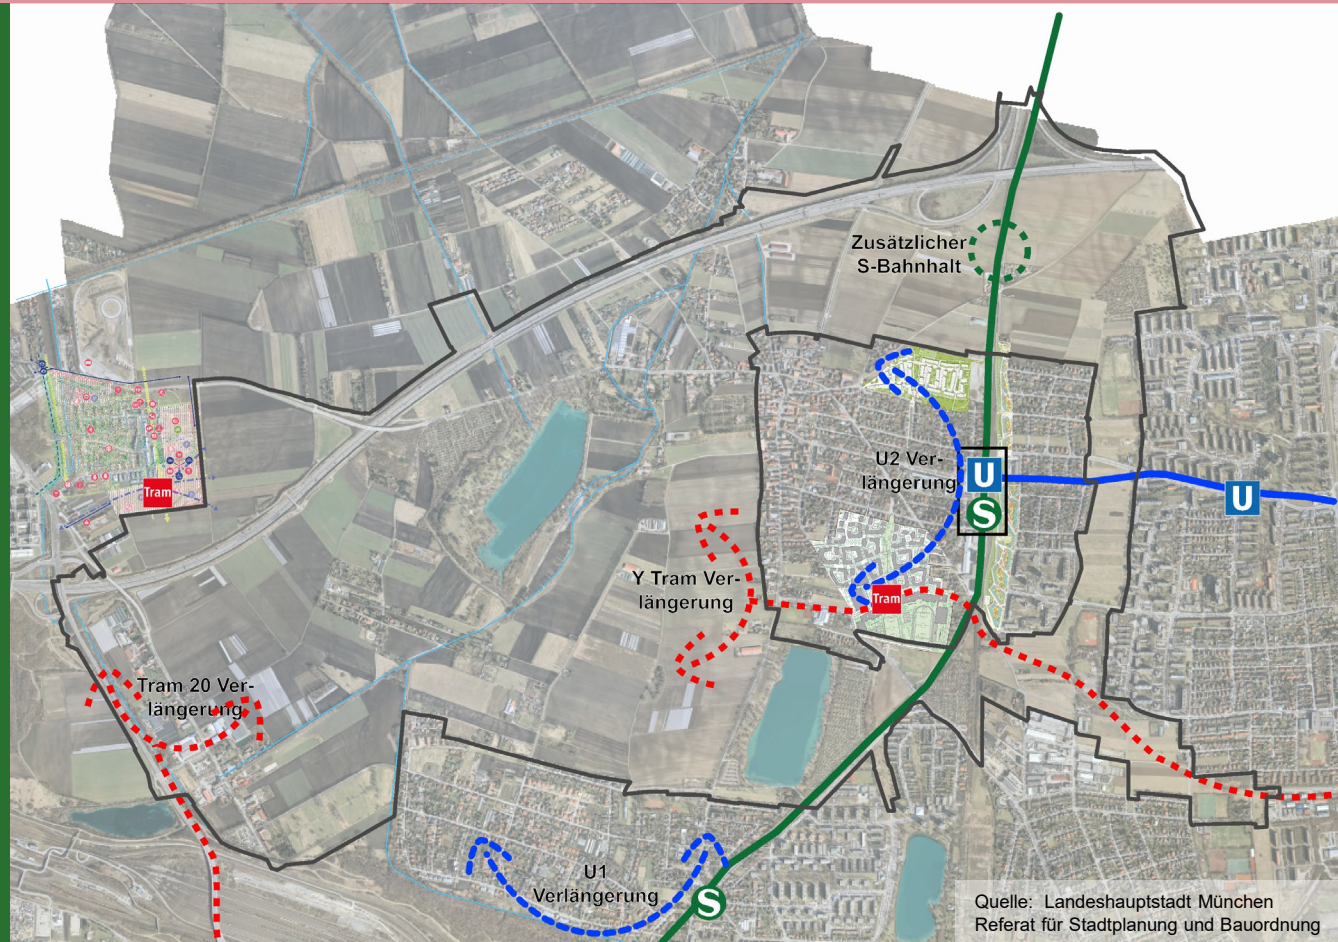 Zusätzlicher
S-Bahnhalt
U2 Ver-
längerung
U
S
U
Y Tram Ver-
längerung
Tram
Tram
Tram 20 Ver-
längerung
U1
Verlängerung
S
Quelle: Landeshauptstadt München
Referat für Stadtplanung und Bauordnung